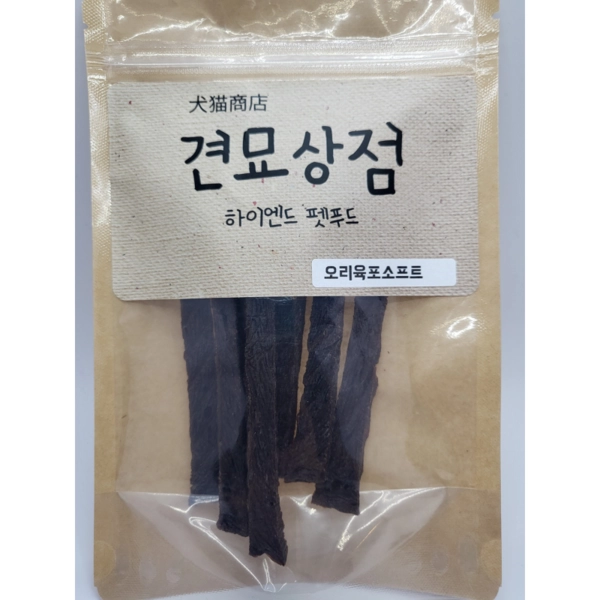 犬猫商店
견묘상점
하이엔드 펫푸드
오리육포소프트